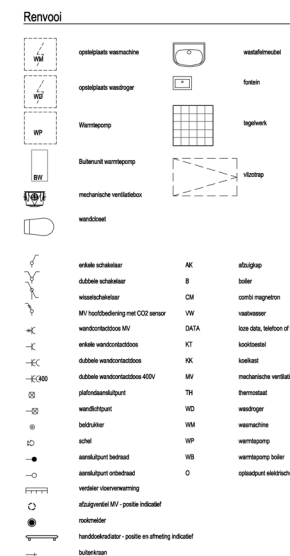 Renvooi
WM opstelplaats wasmachine
wastafelmeubel
WD opstelplaats wasdroger
fontein
WP Warmtepomp
tegelwerk
BW Buitenunit warmtepomp
vlizotrap
mechanische ventilatiebox
wandcloset
enkele schakelaar AK afzuigkap
dubbele schakelaar B boiler
wisselschakelaar CM combi magnetron
MV hoofdbediening met CO2 sensor VW vaatwasser
wandcontactdoos MV DATA loze data, telefoon of
enkele wandcontactdoos KT kooktoestel
dubbele wandcontactdoos KK koelkast
400 dubbele wandcontactdoos 400V MV mechanische ventilati
plafondaansluitpunt TH thermostaat
wandlichtpunt WD wasdroger
beldrukker WM wasmachine
schel WP warmtepomp
aansluitpunt bedraad WB warmtepomp boiler
aansluitpunt onbedraad O oplaadpunt elektrisch
verdeler vloerverwarming
afzuigventiel MV - positie indicatief
rookmelder
handdoekradiator - positie en afmeting indicatief
buitenkraan